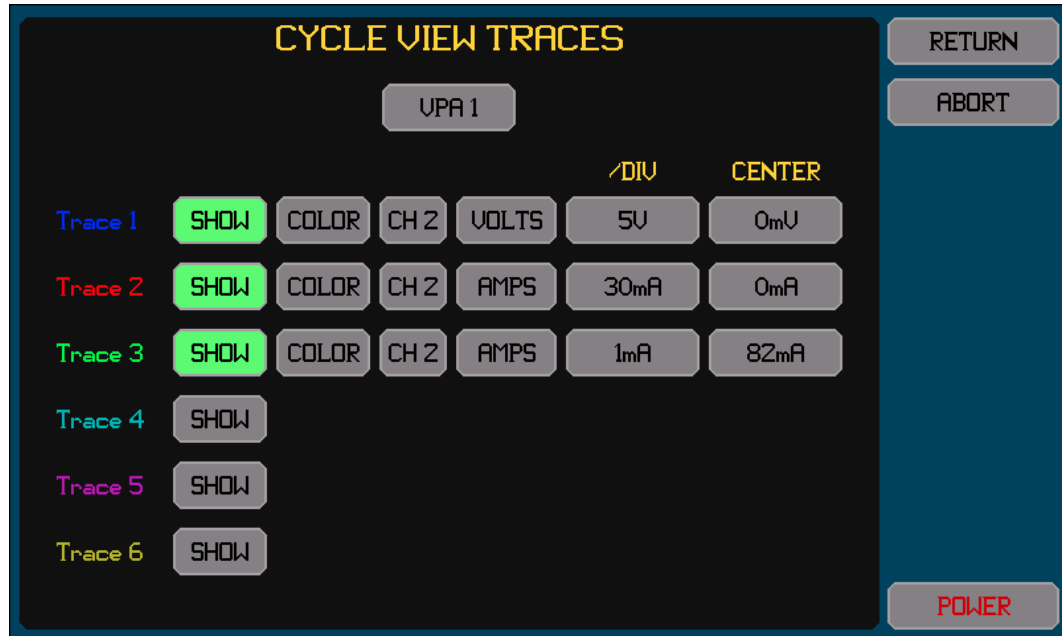 CYCLE VIEW TRACES
RETURN
VPA 1
ABORT
/DIV CENTER
Trace 1 SHOW COLOR CH 2 VOLTS 5V 0mV
Trace 2 SHOW COLOR CH 2 AMPS 30mA 0mA
Trace 3 SHOW COLOR CH 2 AMPS 1mA 82mA
Trace 4 SHOW
Trace 5 SHOW
Trace 6 SHOW
POWER